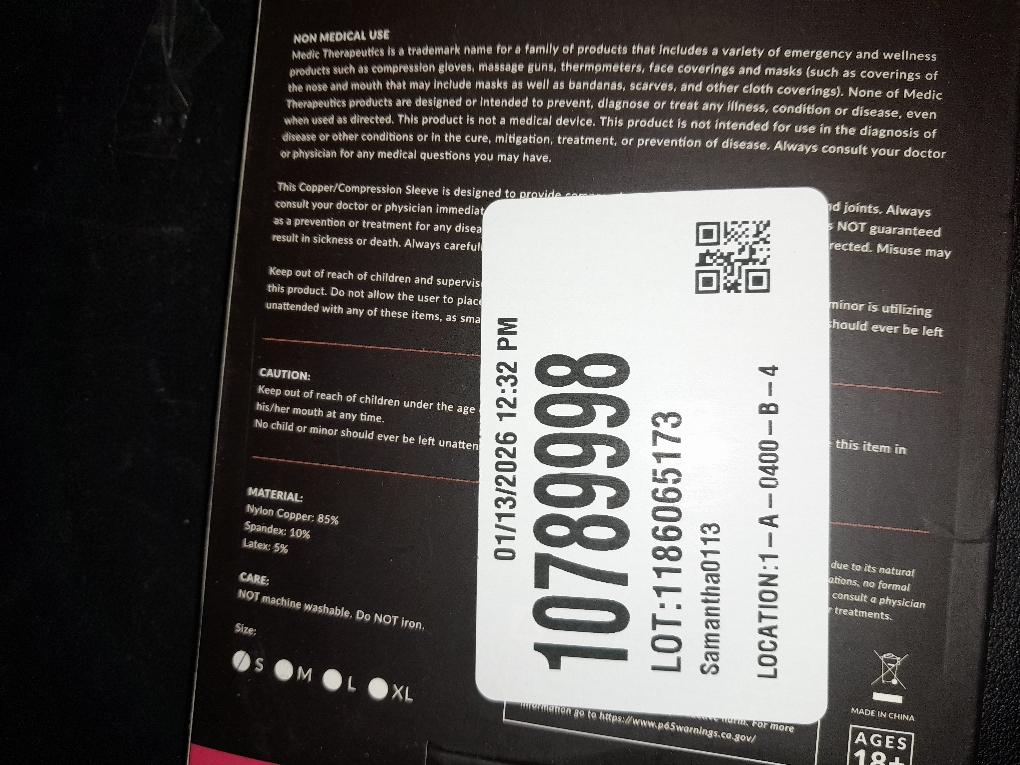 NON MEDICAL USE
Medic Therapeutics is a trademark name for a family of products that includes a variety of emergency and wellness
products such as compression gloves, massage guns, thermometers, face coverings and masks (such as coverings of
the nose and mouth that may include masks as well as bandanas, scarves, and other cloth coverings). None of Medic
Therapeutics products are designed or intended to prevent, diagnose or treat any illness, condition or disease, even
when used as directed. This product is not a medical device. This product is not intended for use in the diagnosis of
disease or other conditions or in the cure, mitigation, treatment, or prevention of disease. Always consult your doctor
or physician for any medical questions you may have.
This Copper/Compression Sleeve is designed to provide
nd joints. Always
consult your doctor or physician immediat
NOT guaranteed
as a prevention or treatment for any disea
rected. Misuse may
result in sickness or death. Always careful
Keep out of reach of children and supervis
minor is utilizing
this product. Do not allow the user to place
hould ever be left
unattended with any of these items, as sma
CAUTION:
Keep out of reach of children under the age
this item in
his/her mouth at any time.
No child or minor should ever be left unatten
MATERIAL:
Nylon Copper: 85%
Spandex: 10%
Latex: 5%
CARE:
NOT machine washable. Do NOT iron.
Size:
S M L XL
01/13/2026 12:32 PM
1078999998
LOT:1186065173
Samantha0113
LOCATION:1-A-0400-B-4
due to its natural
ations, no formal
consult a physician
treatments.
harm. For more
information go to https://www.p65warnings.ca.gov/
MADE IN CHINA
AGES
18+